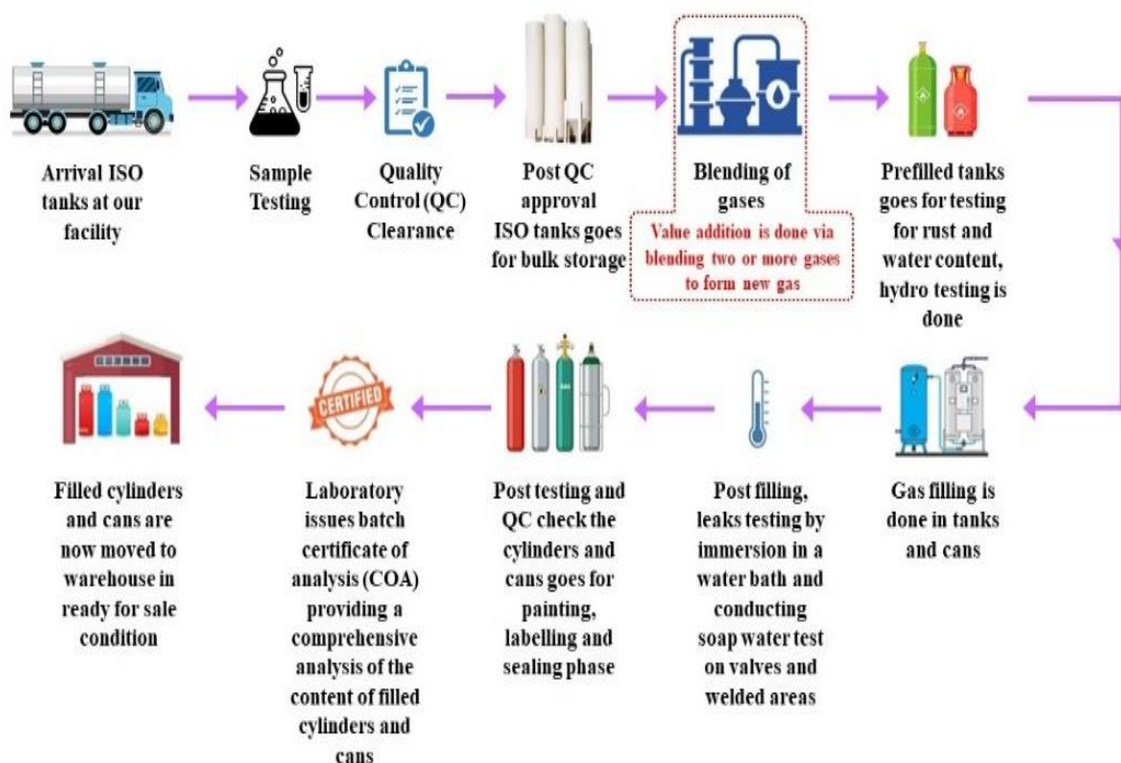 Arrival ISO
tanks at our
facility
Sample
Testing
Quality
Control (QC)
Clearance
Post QC
approval
ISO tanks goes
for bulk storage
Blending of
gases
Value addition is done via
blending two or more gases
to form new gas
Prefilled tanks
goes for testing
for rust and
water content,
hydro testing is
done
Gas filling is
done in tanks
and cans
Post filling,
leaks testing by
immersion in a
water bath and
conducting
soap water test
on valves and
welded areas
Post testing and
QC check the
cylinders and
cans goes for
painting,
labelling and
sealing phase
CERTIFIED
Laboratory
issues batch
certificate of
analysis (COA)
providing a
comprehensive
analysis of the
content of filled
cylinders and
cans
Filled cylinders
and cans are
now moved to
warehouse in
ready for sale
condition